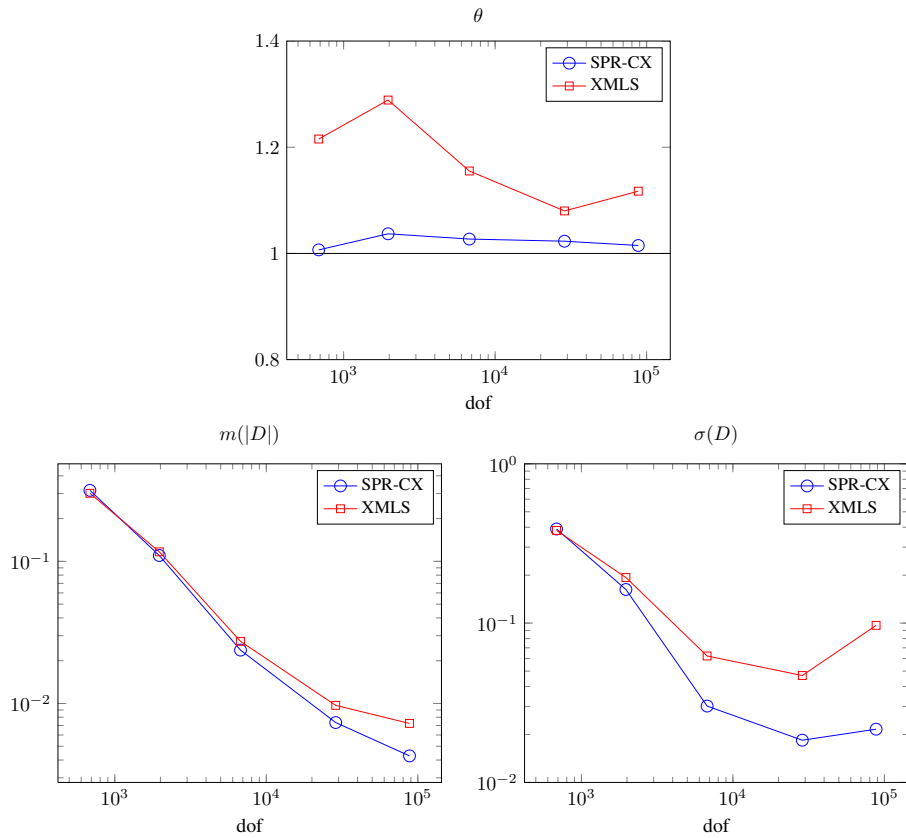 θ
1.4
SPR-CX
XMLS
1.2
1
0.8
10^3
10^4
10^5
dof
m(|D|)
SPR-CX
XMLS
10^−1
10^−2
10^3
10^4
10^5
dof
σ(D)
10^0
SPR-CX
XMLS
10^−1
10^−2
10^3
10^4
10^5
dof